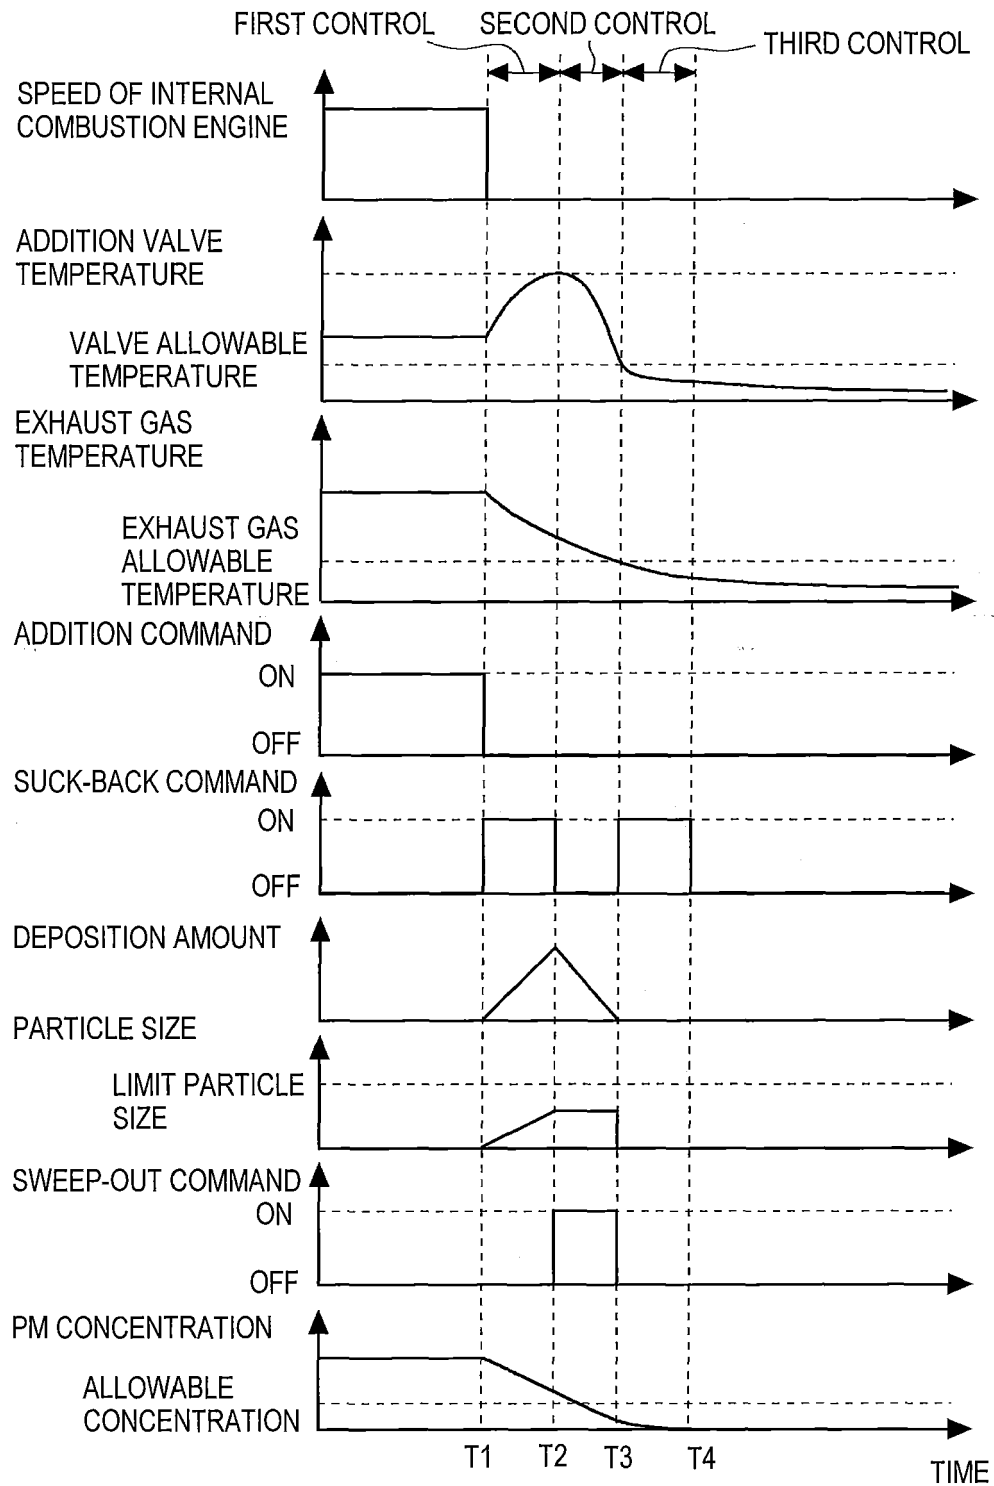 FIRST CONTROL
SECOND CONTROL
THIRD CONTROL
SPEED OF INTERNAL
COMBUSTION ENGINE
ADDITION VALVE
TEMPERATURE
VALVE ALLOWABLE
TEMPERATURE
EXHAUST GAS
TEMPERATURE
EXHAUST GAS
ALLOWABLE
TEMPERATURE
ADDITION COMMAND
ON
OFF
SUCK-BACK COMMAND
ON
OFF
DEPOSITION AMOUNT
PARTICLE SIZE
LIMIT PARTICLE
SIZE
SWEEP-OUT COMMAND
ON
OFF
PM CONCENTRATION
ALLOWABLE
CONCENTRATION
T1 T2 T3 T4
TIME